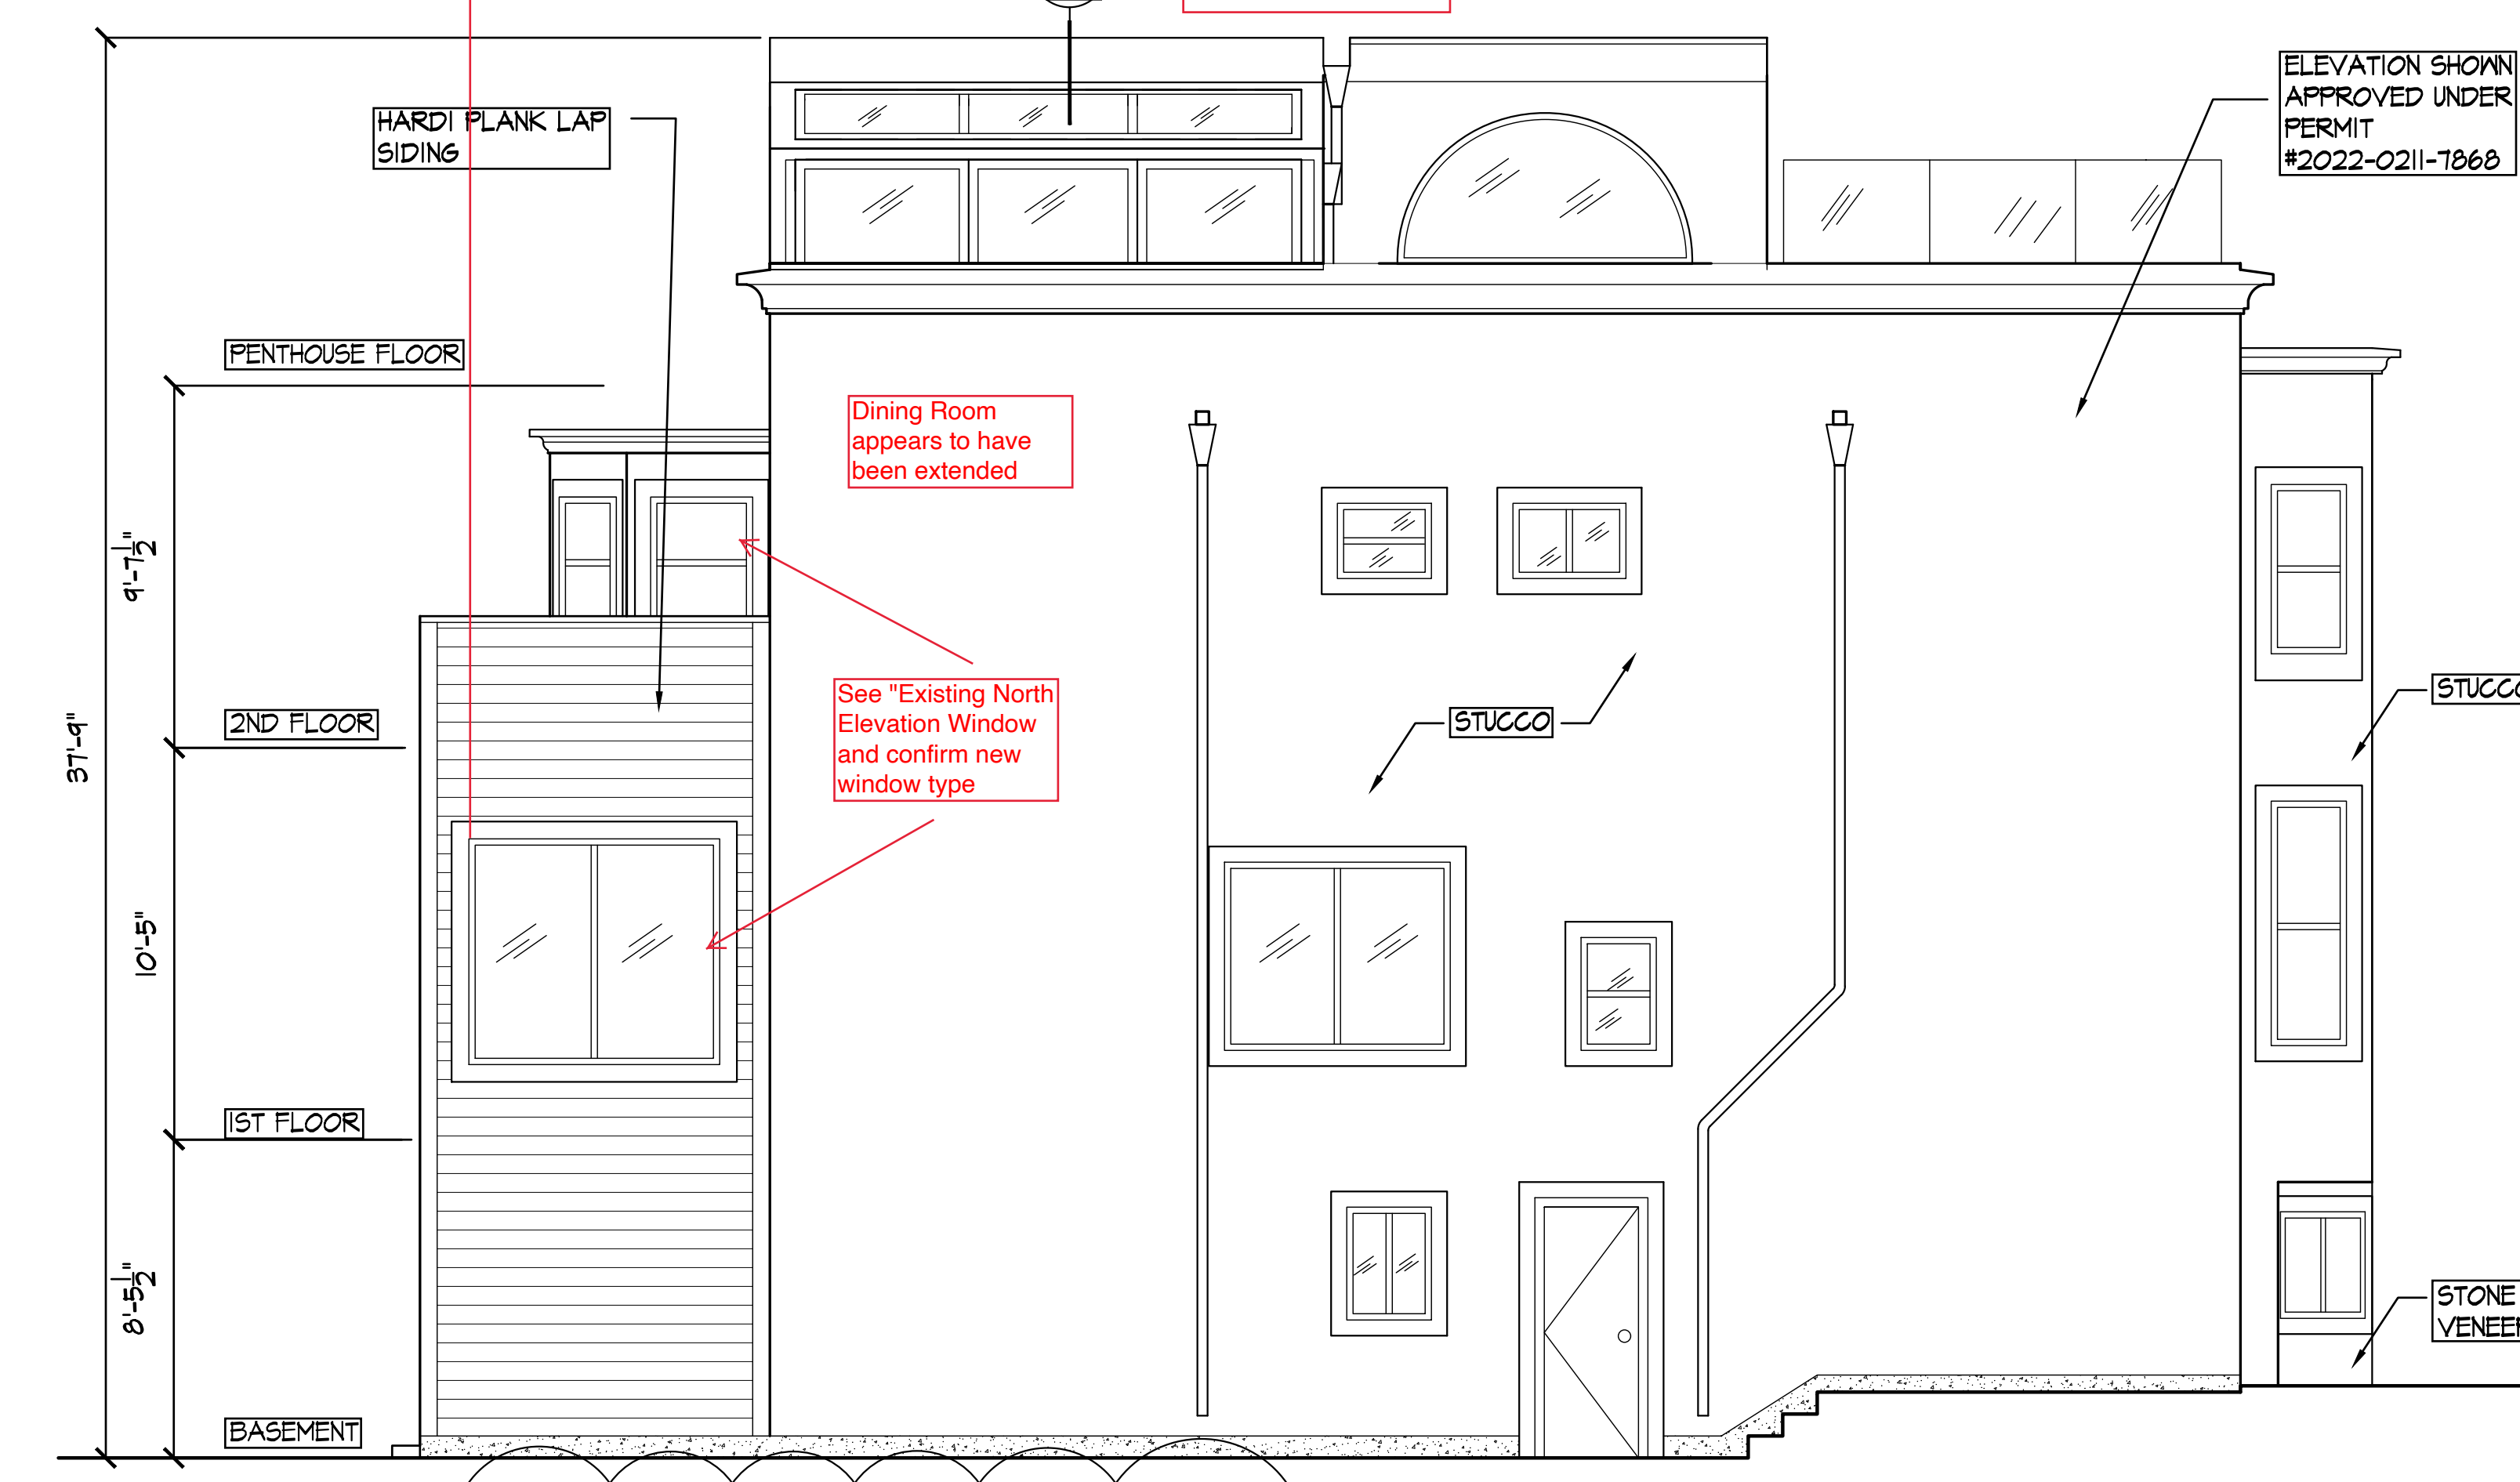 ELEVATION SHOWN
APPROVED UNDER
PERMIT
#2022-0211-7868
HARDI PLANK LAP
SIDING
PENTHOUSE FLOOR
Dining Room
appears to have
been extended
9'-7 1/2"
See "Existing North
Elevation Window
and confirm new
window type
STUCCO
STUCCO
2ND FLOOR
37'-9"
10'-5"
1ST FLOOR
8'-5 1/2"
STONE
VENEER
BASEMENT